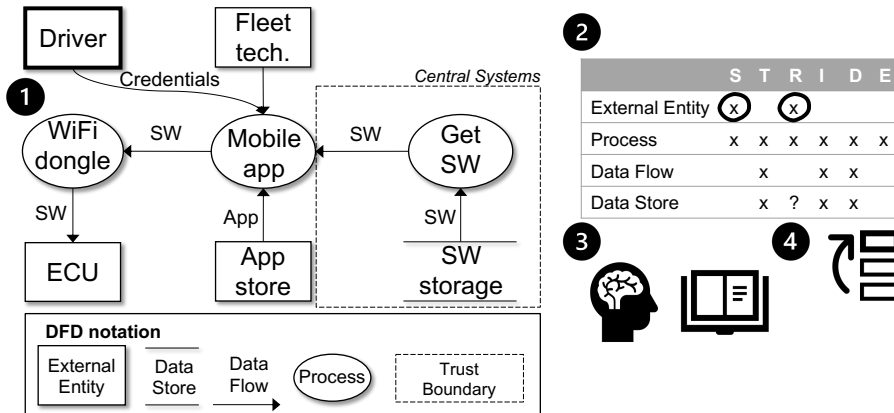 1
Driver
Fleet
tech.
Credentials
Central Systems
WiFi
dongle
SW
Mobile
app
SW
Get
SW
SW
App
SW
ECU
App
store
SW
storage
DFD notation
External
Entity
Data
Store
Data
Flow
Process
Trust
Boundary
2
S T R I D E
External Entity x x
Process x x x x x x
Data Flow x x x
Data Store x ? x x
3
4